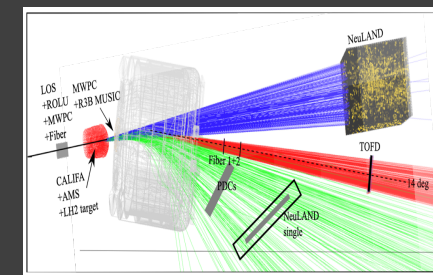 NeuLAND
LOS
+ROLU
+MWPC
+Fiber
MWPC
+R3B MUSIC
TOFD
Fiber 1+2
14 deg
PDCs
CALIFA
+AMS
+LH2 target
NeuLAND
single